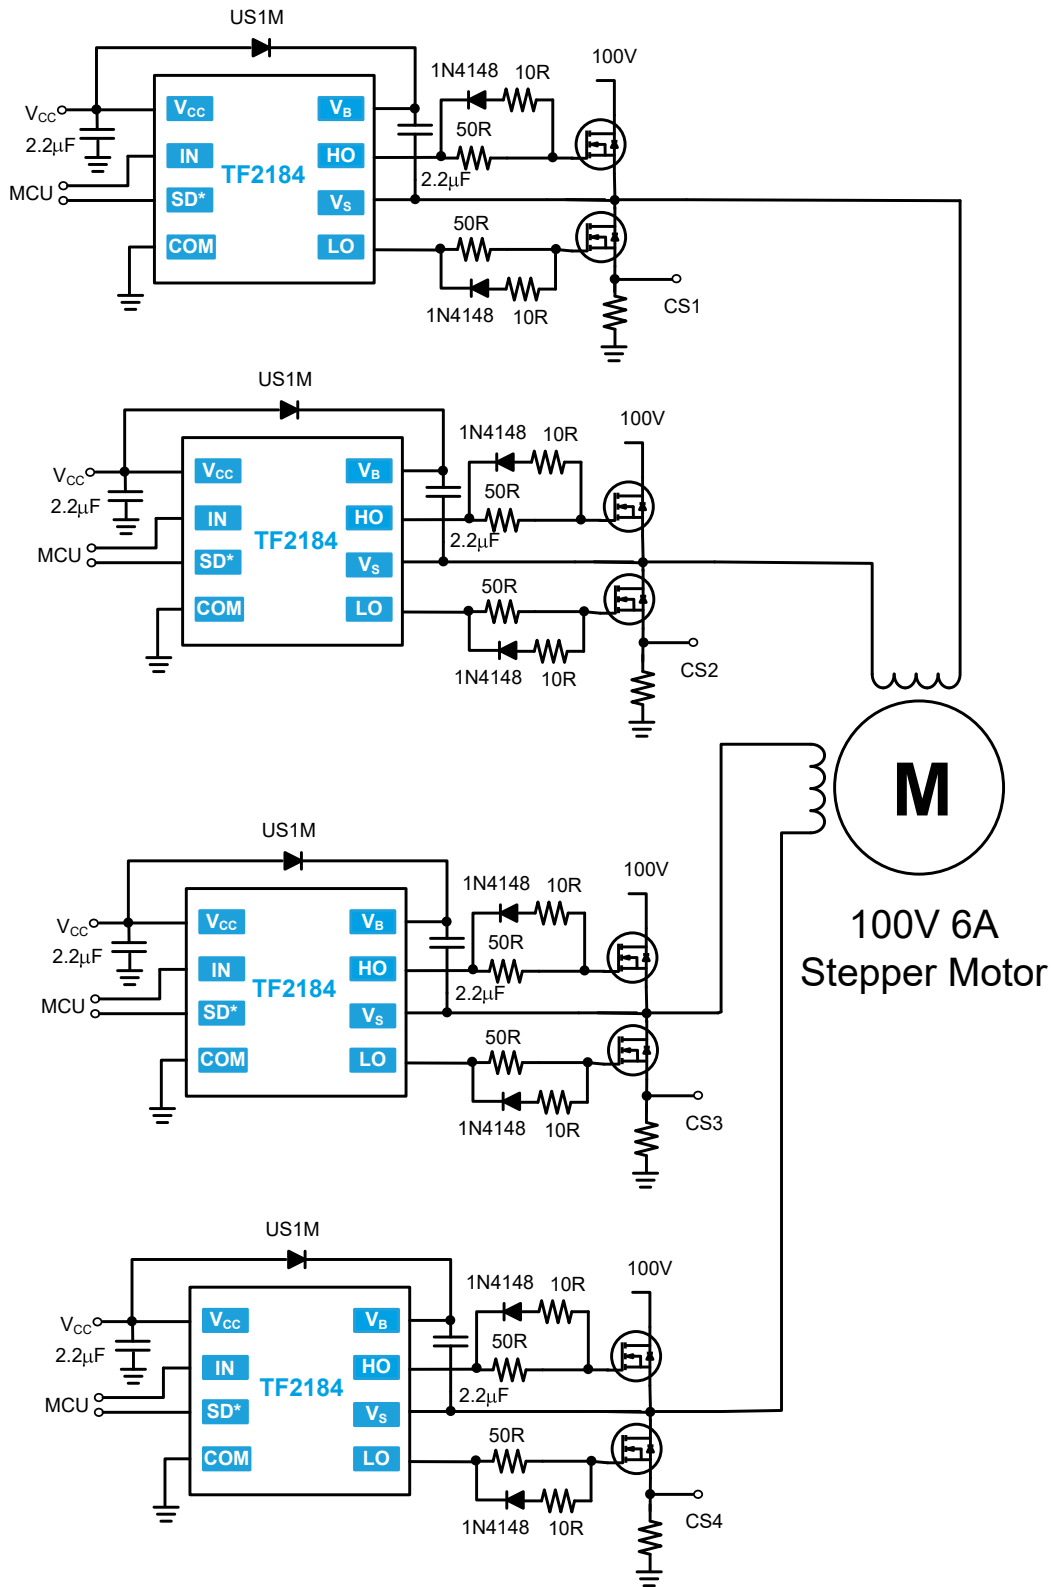 US1M
100V
1N4148
10R
VCC
VCC
VB
2.2μF
50R
IN
HO
TF2184
2.2μF
MCU
SD*
VS
50R
COM
LO
CS1
1N4148
10R
US1M
100V
1N4148
10R
VCC
VCC
VB
2.2μF
50R
IN
HO
TF2184
2.2μF
MCU
SD*
VS
50R
COM
LO
CS2
1N4148
10R
M
100V 6A
Stepper Motor
US1M
100V
1N4148
10R
VCC
VCC
VB
2.2μF
50R
IN
HO
TF2184
2.2μF
MCU
SD*
VS
50R
COM
LO
CS3
1N4148
10R
US1M
100V
1N4148
10R
VCC
VCC
VB
2.2μF
50R
IN
HO
TF2184
2.2μF
MCU
SD*
VS
50R
COM
LO
CS4
1N4148
10R